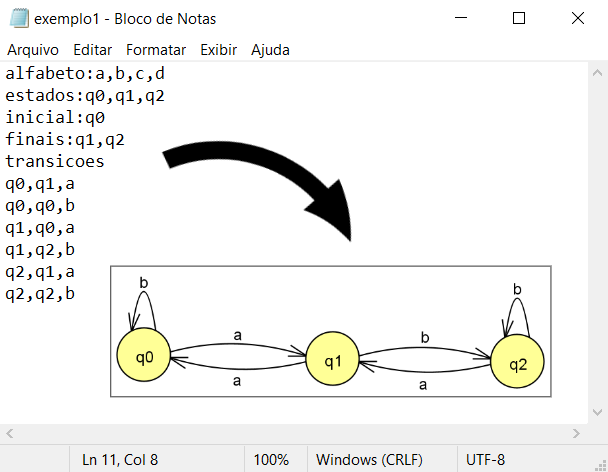 exemplo1 - Bloco de Notas
Arquivo Editar Formatar Exibir Ajuda
alfabeto:a,b,c,d
estados:q0,q1,q2
inicial:q0
finais:q1,q2
transicoes
q0,q1,a
q0,q0,b
q1,q0,a
q1,q2,b
q2,q1,a
q2,q2,b
b b
a b
q0 q1 q2
a a
Ln 11, Col 8 100% Windows (CRLF) UTF-8